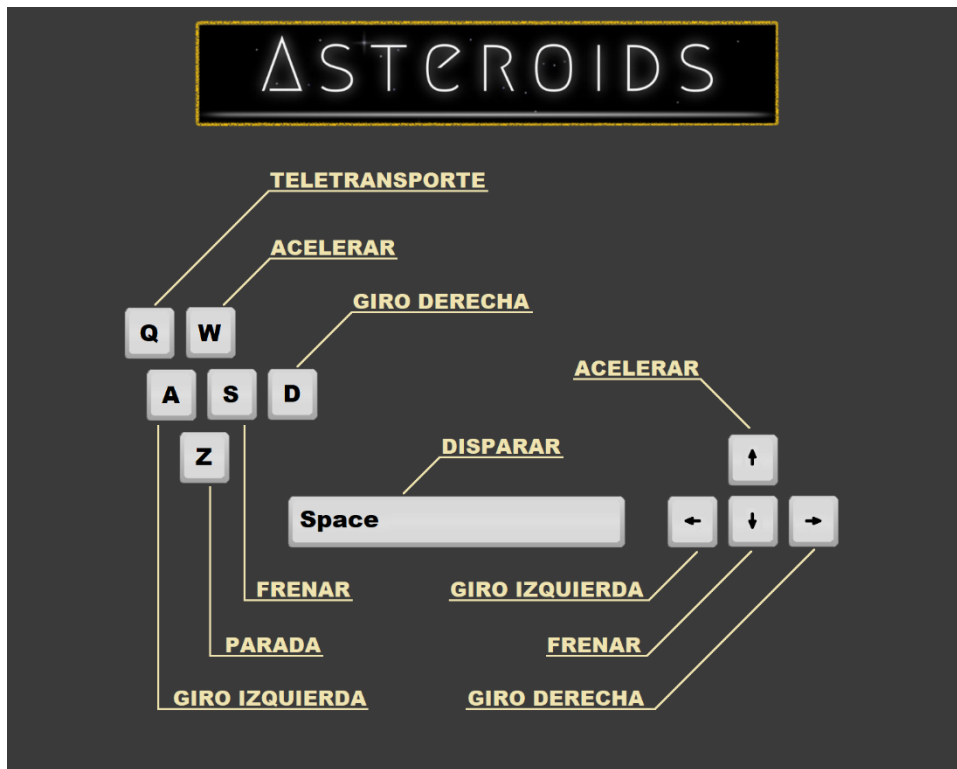 ASTEROIDS
TELETRANSPORTE
ACELERAR
GIRO DERECHA
Q W
ACELERAR
A S D
DISPARAR
↑
Z
Space
← ↓ →
FRENAR
GIRO IZQUIERDA
PARADA
FRENAR
GIRO IZQUIERDA
GIRO DERECHA